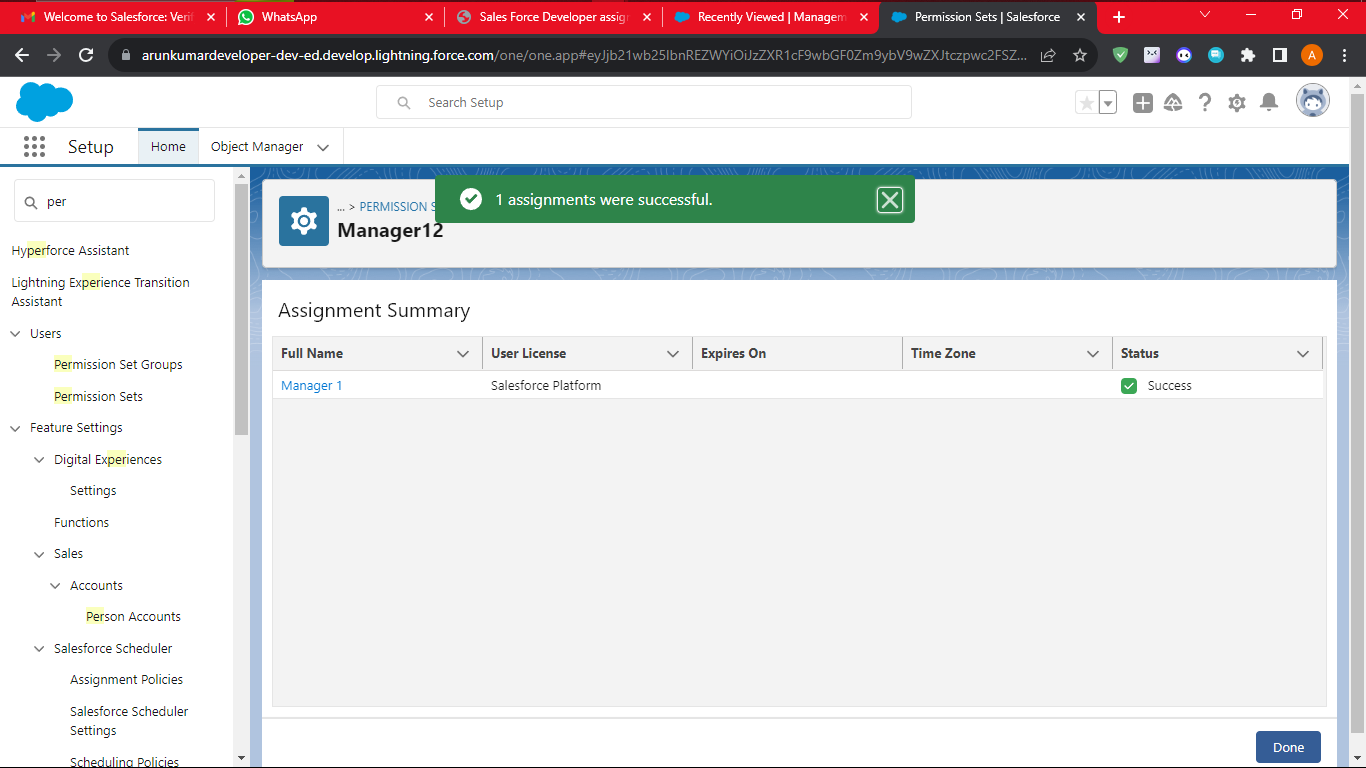 Welcome to Salesforce: Verif
WhatsApp
Sales Force Developer assign
Recently Viewed | Managem
Permission Sets | Salesforce
arunkumardeveloper-dev-ed.develop.lightning.force.com/one/one.app#eyJjb21wb25lbnREZWYiOiJzZXR1cF9wbGF0Zm9ybV9wZXJtczpwc2FSZ...
A
Search Setup
Setup
Home
Object Manager
per
Hyperforce Assistant
Lightning Experience Transition
Assistant
Users
Permission Set Groups
Permission Sets
Feature Settings
Digital Experiences
Settings
Functions
Sales
Accounts
Person Accounts
Salesforce Scheduler
Assignment Policies
Salesforce Scheduler
Settings
Scheduling Policies
1 assignments were successful.
... > PERMISSION S
Manager12
Assignment Summary
Full Name User License Expires On Time Zone Status
Manager 1 Salesforce Platform Success
Done